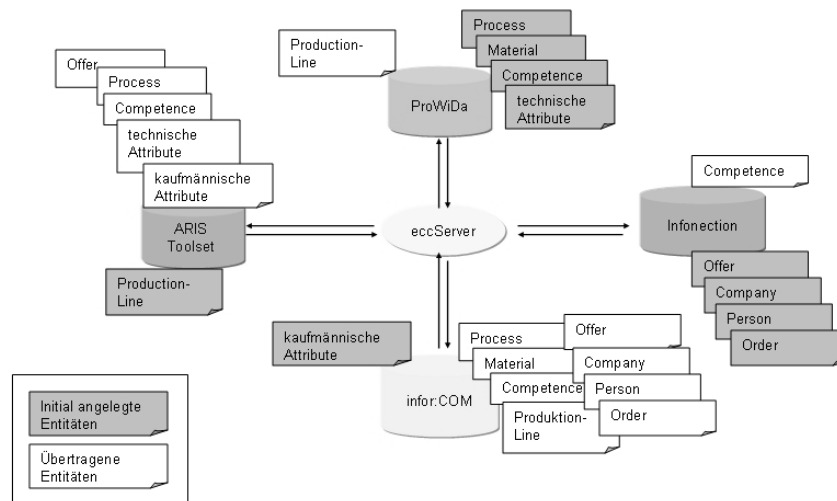 Offer
Process
Competence
technische
Attribute
kaufmännische
Attribute
ARIS
Toolset
Production-
Line
Production-
Line
Process
Material
Competence
technische
Attribute
ProWiDa
eccServer
Competence
Infonection
Offer
Company
Person
Order
kaufmännische
Attribute
infor:COM
Process
Material
Competence
Produktion-
Line
Offer
Company
Person
Order
Initial angelegte
Entitäten
Übertragene
Entitäten